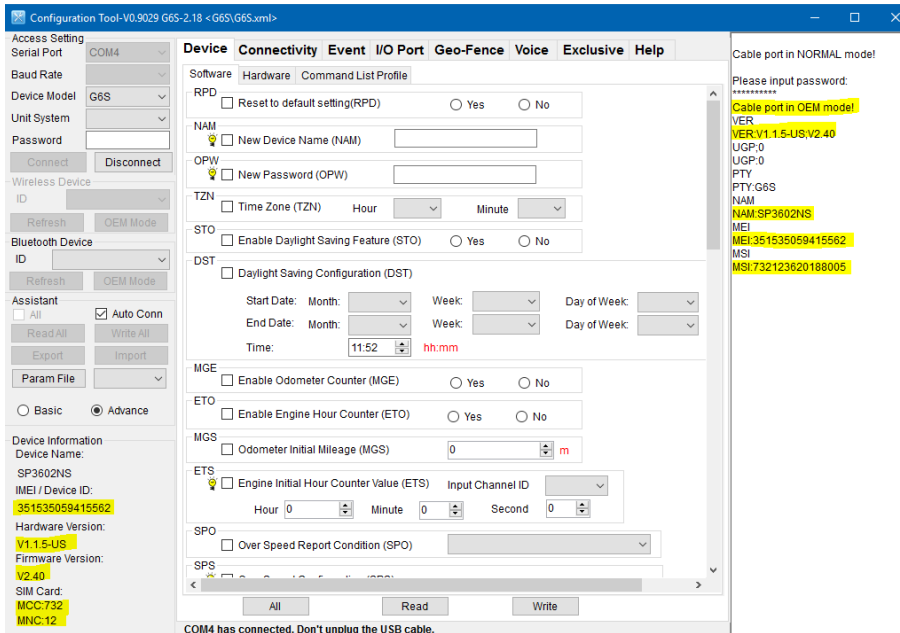 Configuration Tool-V0.9029 G6S-2.18 <G6S\G6S.xml>
Access Setting
Serial Port COM4
Baud Rate
Device Model G6S
Unit System
Password
Connect Disconnect
Wireless Device
ID
Refresh OEM Mode
Bluetooth Device
ID
Refresh OEM Mode
Assistant
All Auto Conn
Read All Write All
Export Import
Param File
Basic Advance
Device Information
Device Name:
SP3602NS
IMEI / Device ID:
351535059415562
Hardware Version:
V1.1.5-US
Firmware Version:
V2.40
SIM Card:
MCC:732
MNC:12
Device Connectivity Event I/O Port Geo-Fence Voice Exclusive Help
Software Hardware Command List Profile
RPD
Reset to default setting(RPD) Yes No
NAM
New Device Name (NAM)
OPW
New Password (OPW)
TZN
Time Zone (TZN) Hour Minute
STO
Enable Daylight Saving Feature (STO) Yes No
DST
Daylight Saving Configuration (DST)
Start Date: Month: Week: Day of Week:
End Date: Month: Week: Day of Week:
Time: 11:52 hh:mm
MGE
Enable Odometer Counter (MGE) Yes No
ETO
Enable Engine Hour Counter (ETO) Yes No
MGS
Odometer Initial Mileage (MGS) 0 m
ETS
Engine Initial Hour Counter Value (ETS) Input Channel ID
Hour 0 Minute 0 Second 0
SPO
Over Speed Report Condition (SPO)
SPS
All Read Write
COM4 has connected. Don't unplug the USB cable.
Cable port in NORMAL mode!
Please input password:
**********
Cable port in OEM mode!
VER
VER:V1.1.5-US;V2.40
UGP;0
UGP:0
PTY
PTY:G6S
NAM
NAM:SP3602NS
MEI
MEI:351535059415562
MSI
MSI:732123620188005